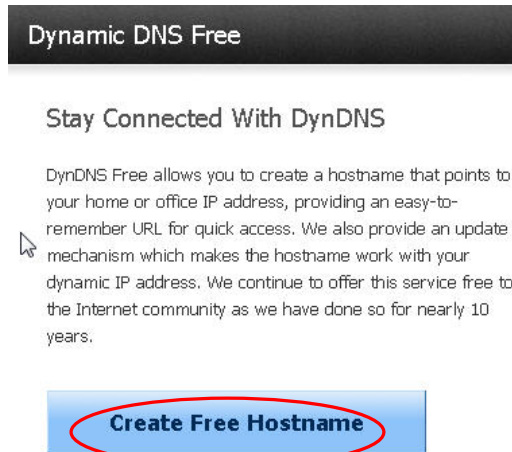 Dynamic DNS Free
Stay Connected With DynDNS
DynDNS Free allows you to create a hostname that points to
your home or office IP address, providing an easy-to-
remember URL for quick access. We also provide an update
mechanism which makes the hostname work with your
dynamic IP address. We continue to offer this service free to
the Internet community as we have done so for nearly 10
years.
Create Free Hostname